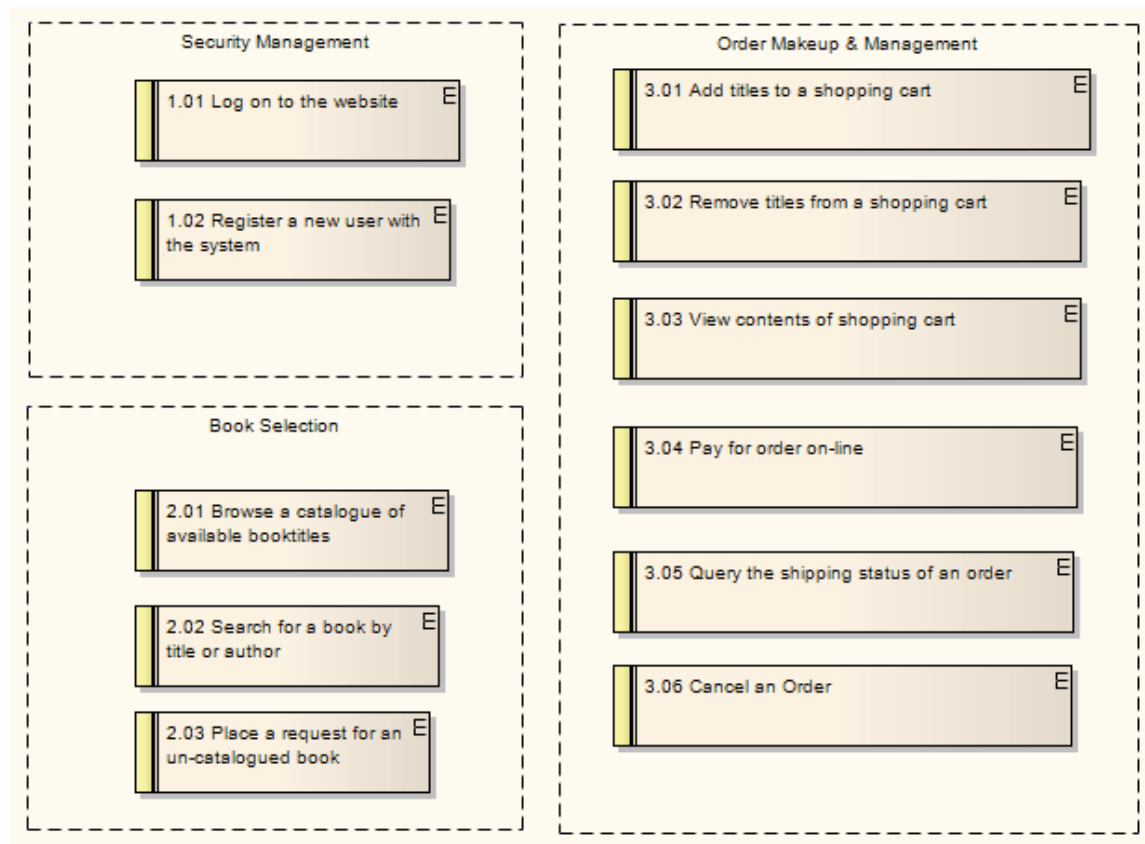 Security Management
1.01 Log on to the website
E
1.02 Register a new user with
the system
E
Book Selection
2.01 Browse a catalogue of
available booktitles
E
2.02 Search for a book by
title or author
E
2.03 Place a request for an
un-catalogued book
E
Order Makeup & Management
3.01 Add titles to a shopping cart
E
3.02 Remove titles from a shopping cart
E
3.03 View contents of shopping cart
E
3.04 Pay for order on-line
E
3.05 Query the shipping status of an order
E
3.06 Cancel an Order
E